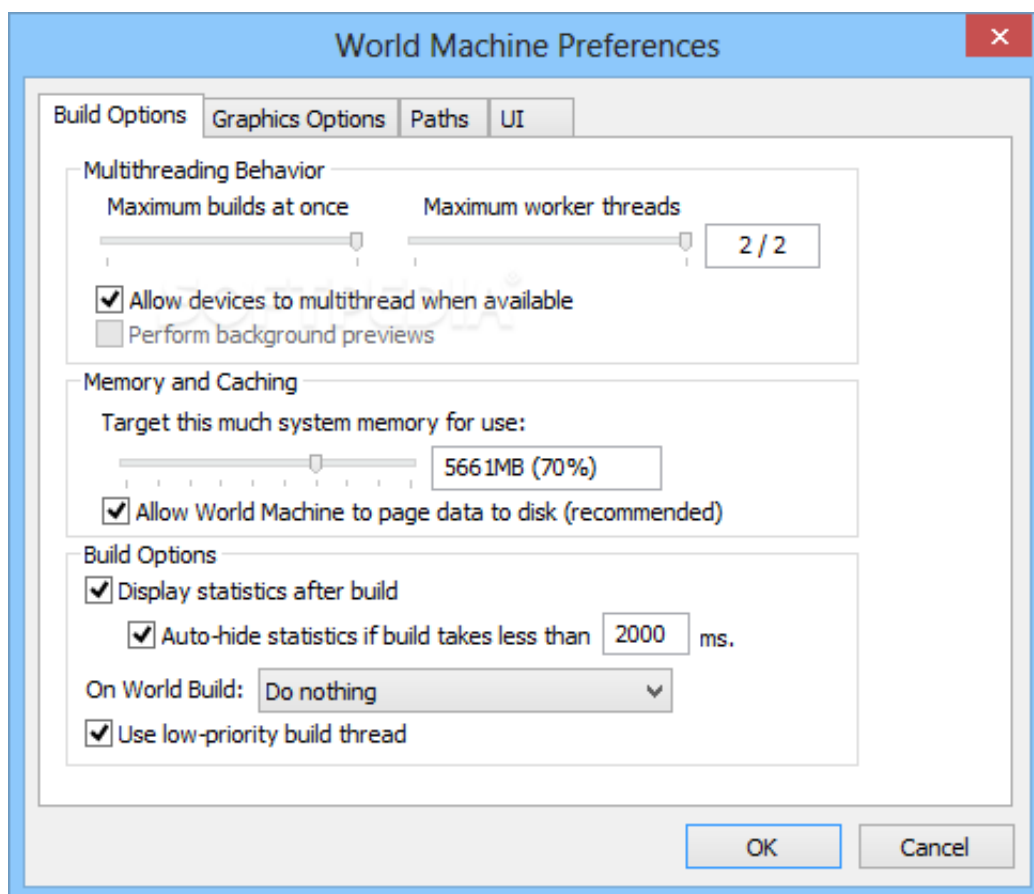 World Machine Preferences
Build Options Graphics Options Paths UI
Multithreading Behavior
Maximum builds at once Maximum worker threads
2 / 2
Allow devices to multithread when available
SOFTPEDIA®
Perform background previews
Memory and Caching
Target this much system memory for use:
5661MB (70%)
Allow World Machine to page data to disk (recommended)
Build Options
Display statistics after build
Auto-hide statistics if build takes less than 2000 ms.
On World Build: Do nothing
Use low-priority build thread
OK Cancel